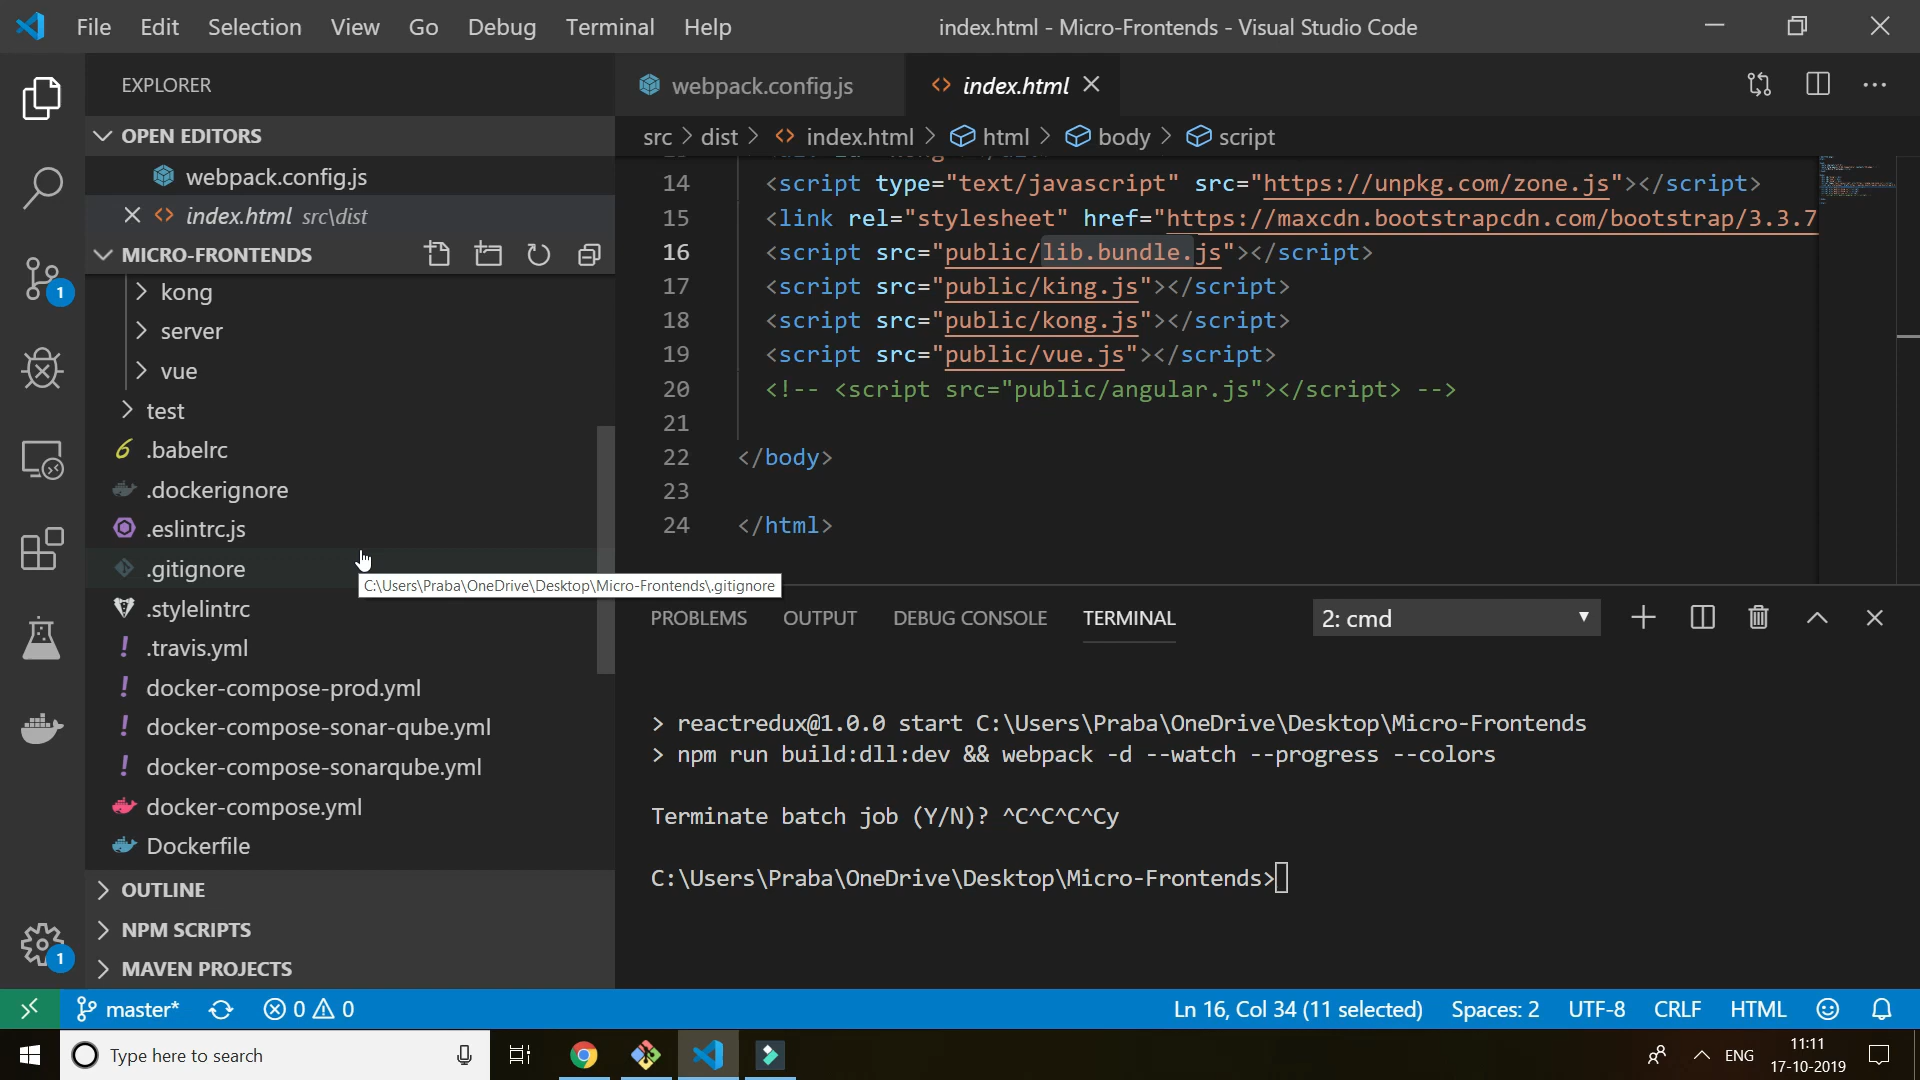 File Edit Selection View Go Debug Terminal Help
index.html - Micro-Frontends - Visual Studio Code
EXPLORER
OPEN EDITORS
webpack.config.js
index.html src\dist
MICRO-FRONTENDS
kong
server
vue
test
.babelrc
.dockerignore
.eslintrc.js
.gitignore
.stylelintrc
.travis.yml
docker-compose-prod.yml
docker-compose-sonar-qube.yml
docker-compose-sonarqube.yml
docker-compose.yml
Dockerfile
OUTLINE
NPM SCRIPTS
MAVEN PROJECTS
1
1
C:\Users\Praba\OneDrive\Desktop\Micro-Frontends\.gitignore
webpack.config.js
index.html
src > dist > index.html > html > body > script
14 <script type="text/javascript" src="https://unpkg.com/zone.js"></script>
15 <link rel="stylesheet" href="https://maxcdn.bootstrapcdn.com/bootstrap/3.3.7
16 <script src="public/lib.bundle.js"></script>
17 <script src="public/king.js"></script>
18 <script src="public/kong.js"></script>
19 <script src="public/vue.js"></script>
20 <!-- <script src="public/angular.js"></script> -->
21
22 </body>
23
24 </html>
PROBLEMS OUTPUT DEBUG CONSOLE TERMINAL 2: cmd
> reactredux@1.0.0 start C:\Users\Praba\OneDrive\Desktop\Micro-Frontends
> npm run build:dll:dev && webpack -d --watch --progress --colors
Terminate batch job (Y/N)? ^C^C^C^Cy
C:\Users\Praba\OneDrive\Desktop\Micro-Frontends>
master* 0 0 Ln 16, Col 34 (11 selected) Spaces: 2 UTF-8 CRLF HTML
Type here to search
ENG
11:11
17-10-2019